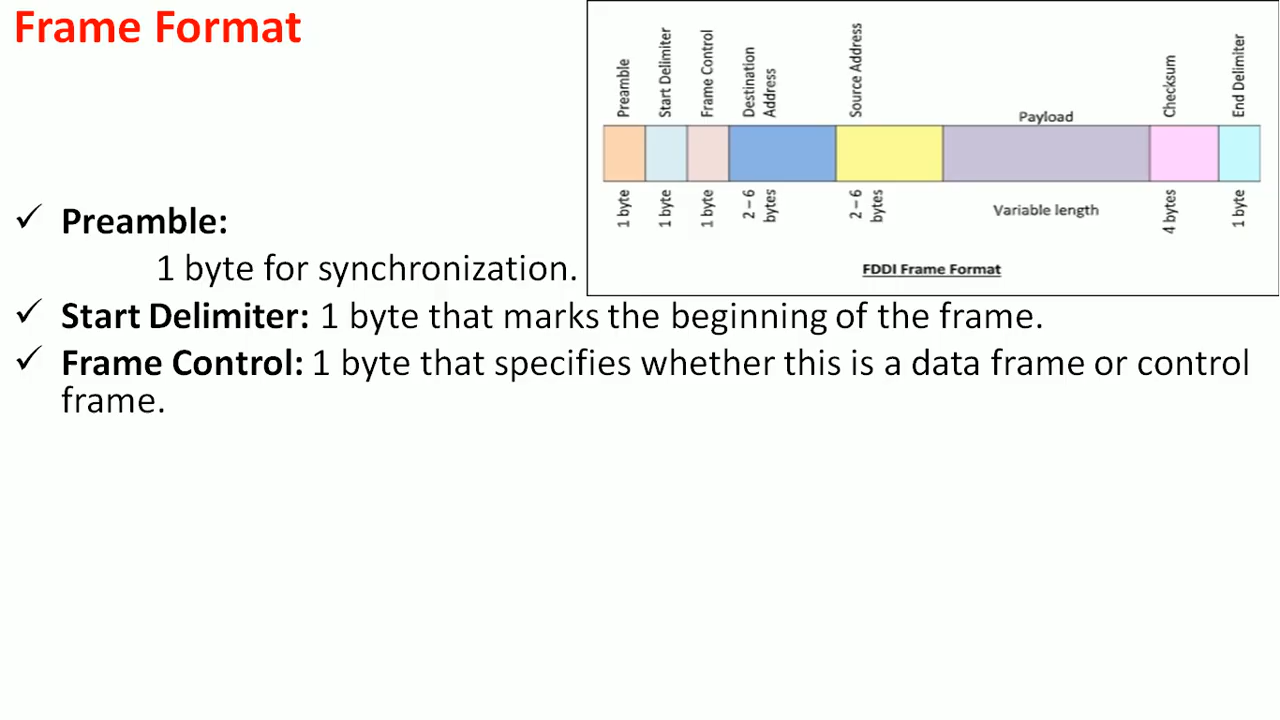 Frame Format
Preamble
Start Delimiter
Frame Control
Destination
Address
Source Address
Payload
Checksum
End Delimiter
1 byte
1 byte
1 byte
2 – 6
bytes
2 – 6
bytes
Variable length
4 bytes
1 byte
FDDI Frame Format
✓ Preamble:
1 byte for synchronization.
✓ Start Delimiter: 1 byte that marks the beginning of the frame.
✓ Frame Control: 1 byte that specifies whether this is a data frame or control
frame.